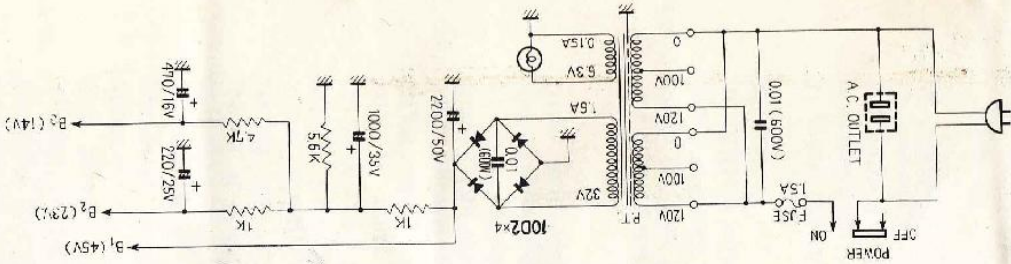 POWER
OFF
ON
FUSE
1.5A
A.C. OUTLET
0.01 (600V)
120V
100V
0
120V
100V
0
P.T.
32V
1.6A
6.3V
0.15A
10D2×4
0.01
(600V)
2200/50V
1K
1000/35V
5.6K
1K
4.7K
220/25V
470/16V
B₁(45V)
B₂(23V)
B₃(14V)